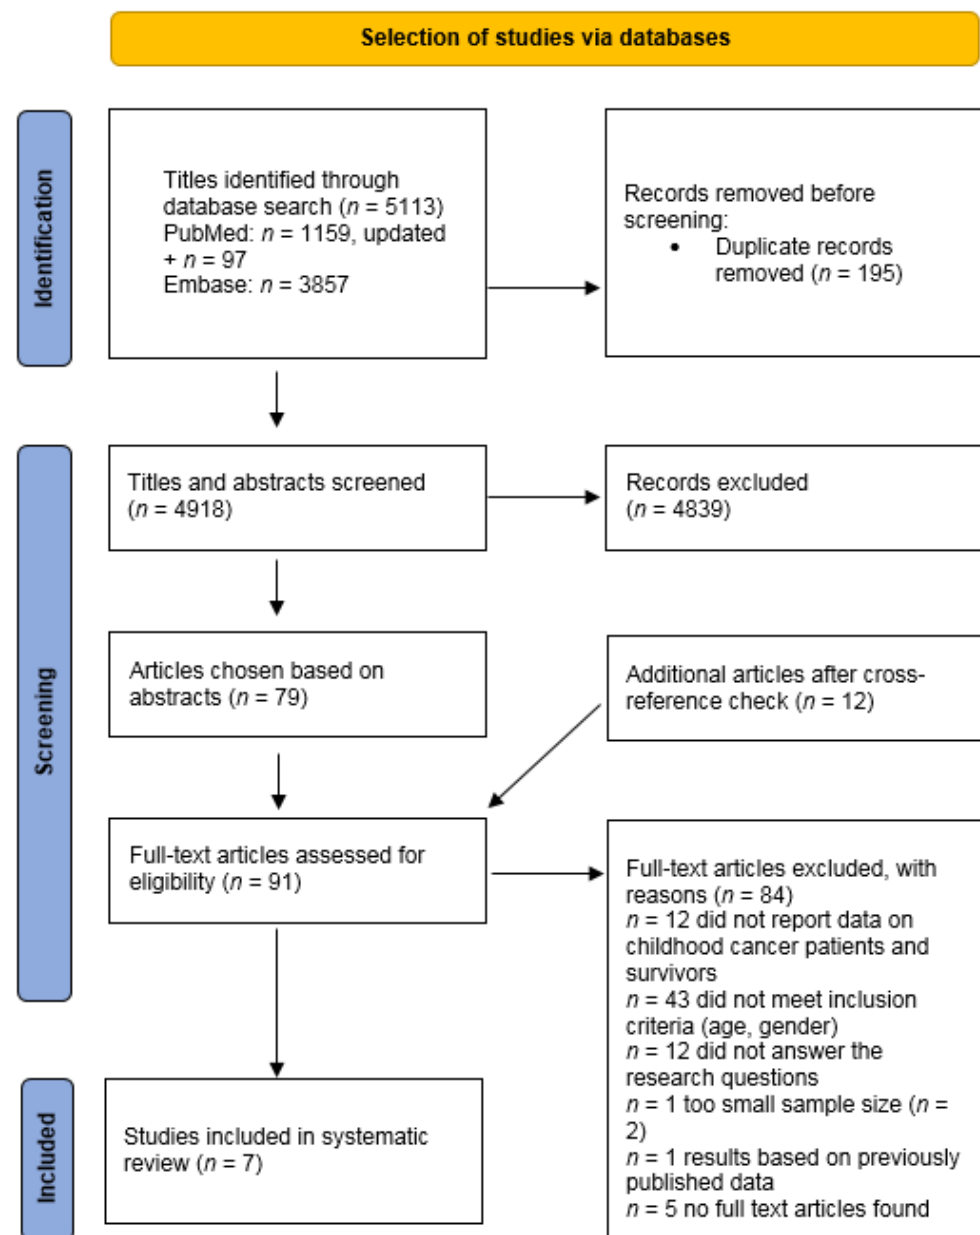 Selection of studies via databases
Identification
Titles identified through
database search (n = 5113)
PubMed: n = 1159, updated
+ n = 97
Embase: n = 3857
Records removed before
screening:
• Duplicate records
removed (n = 195)
Screening
Titles and abstracts screened
(n = 4918)
Records excluded
(n = 4839)
Articles chosen based on
abstracts (n = 79)
Additional articles after cross-
reference check (n = 12)
Full-text articles assessed for
eligibility (n = 91)
Full-text articles excluded, with
reasons (n = 84)
n = 12 did not report data on
childhood cancer patients and
survivors
n = 43 did not meet inclusion
criteria (age, gender)
n = 12 did not answer the
research questions
n = 1 too small sample size (n =
2)
n = 1 results based on previously
published data
n = 5 no full text articles found
Included
Studies included in systematic
review (n = 7)